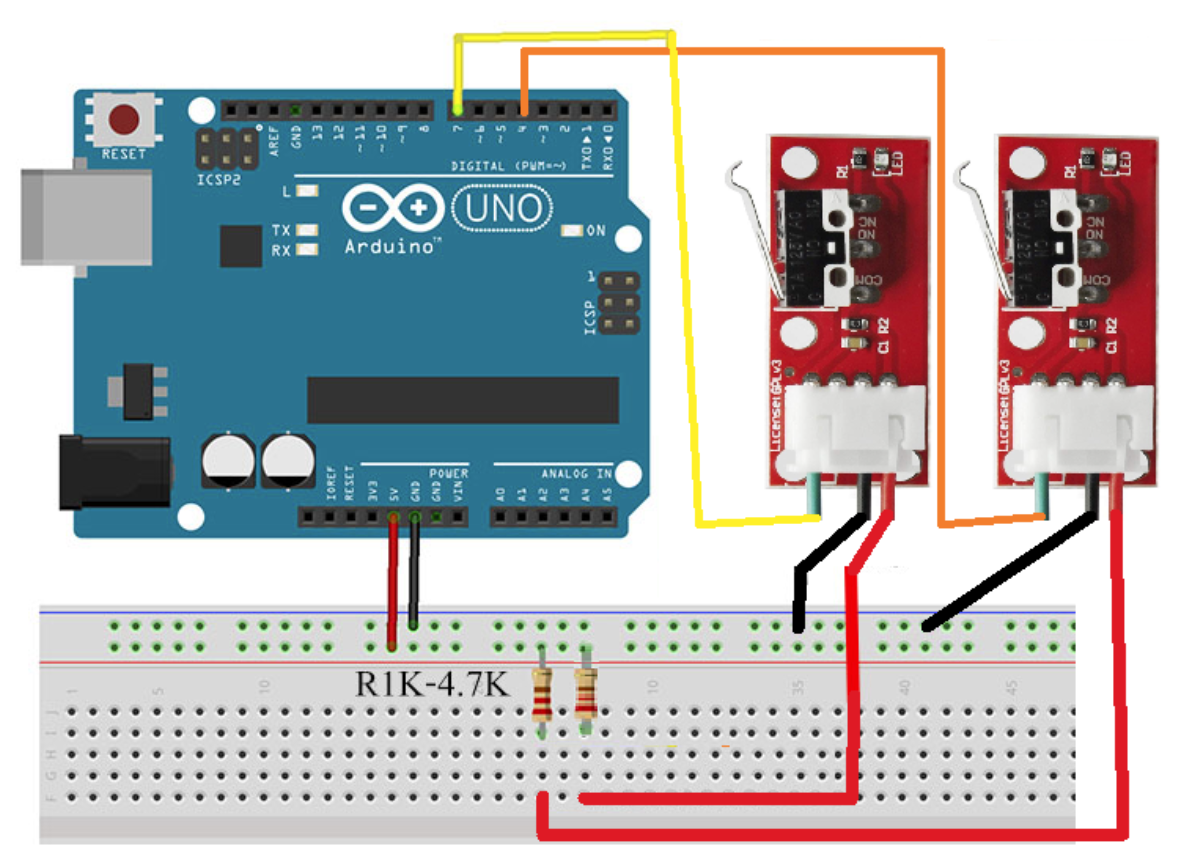 RESET
ICSP2
AREF
GND
13
12
~11
~10
~9
8
7
~6
~5
4
~3
2
TX0▶1
RX0◀0
DIGITAL (PWM=~)
L
TX
RX
UNO
Arduino™
ON
1
ICSP
IOREF
RESET
3V3
5V
GND
GND
VIN
POWER
A0
A1
A2
A3
A4
A5
ANALOG IN
R1
LED
NC
NO
COM
C1 R2
License: GPLv3
R1
LED
NC
NO
COM
C1 R2
License: GPLv3
R1K-4.7K
1
5
10
10
35
40
45
J
I
H
G
F